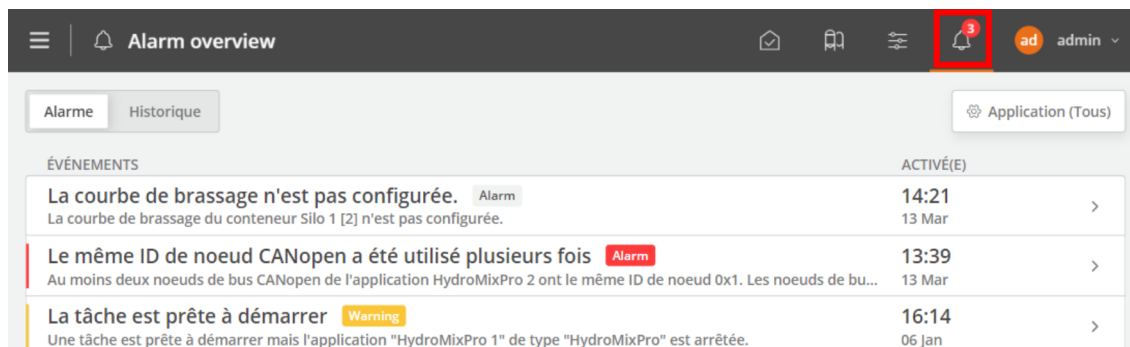 Alarm overview
3
ad admin
Alarme Historique
Application (Tous)
ÉVÉNEMENTS ACTIVÉ(E)
La courbe de brassage n'est pas configurée. Alarm 14:21
La courbe de brassage du conteneur Silo 1 [2] n'est pas configurée. 13 Mar
Le même ID de noeud CANopen a été utilisé plusieurs fois Alarm 13:39
Au moins deux noeuds de bus CANopen de l'application HydroMixPro 2 ont le même ID de noeud 0x1. Les noeuds de bu... 13 Mar
La tâche est prête à démarrer Warning 16:14
Une tâche est prête à démarrer mais l'application "HydroMixPro 1" de type "HydroMixPro" est arrêtée. 06 Jan